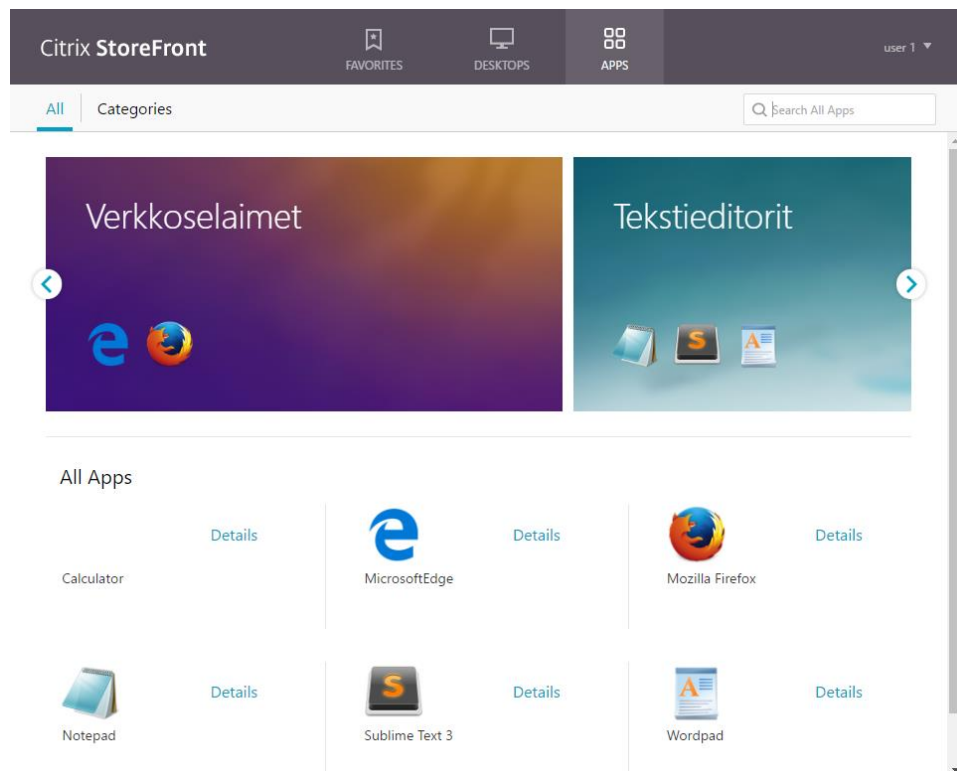 Citrix StoreFront
FAVORITES
DESKTOPS
APPS
user 1
All
Categories
Search All Apps
Verkkoselaimet
Tekstieditorit
All Apps
Details
Calculator
Details
MicrosoftEdge
Details
Mozilla Firefox
Details
Notepad
Details
Sublime Text 3
Details
Wordpad